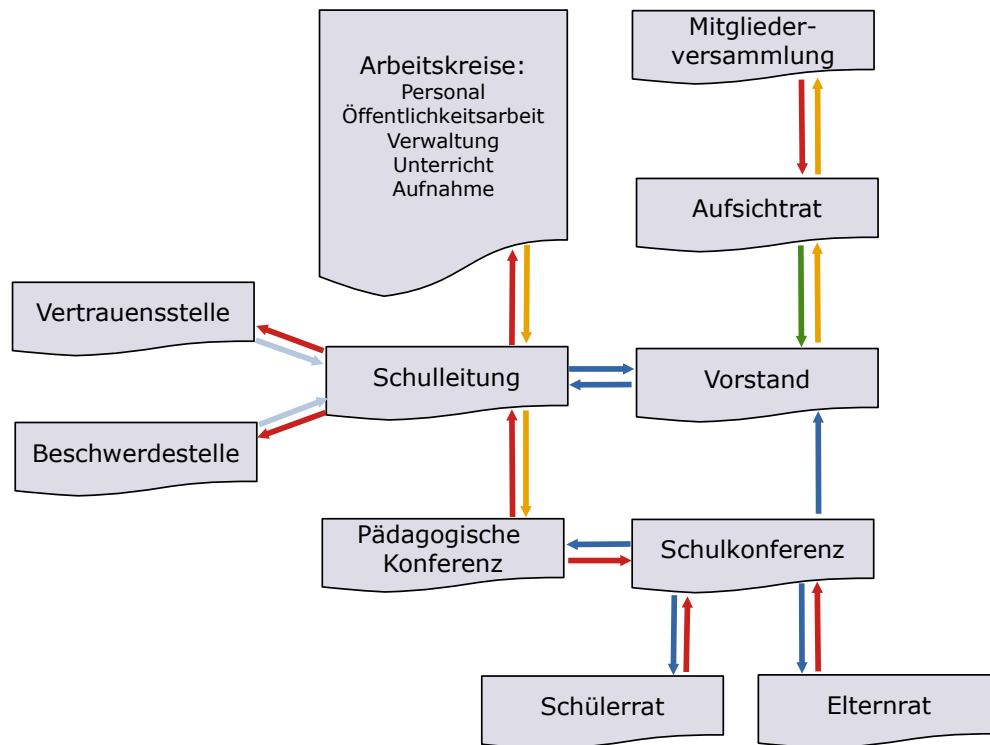 Arbeitskreise:
Personal
Öffentlichkeitsarbeit
Verwaltung
Unterricht
Aufnahme
Mitglieder-
versammlung
Aufsichtrat
Vertrauensstelle
Schulleitung
Vorstand
Beschwerdestelle
Pädagogische
Konferenz
Schulkonferenz
Schülerrat
Elternrat